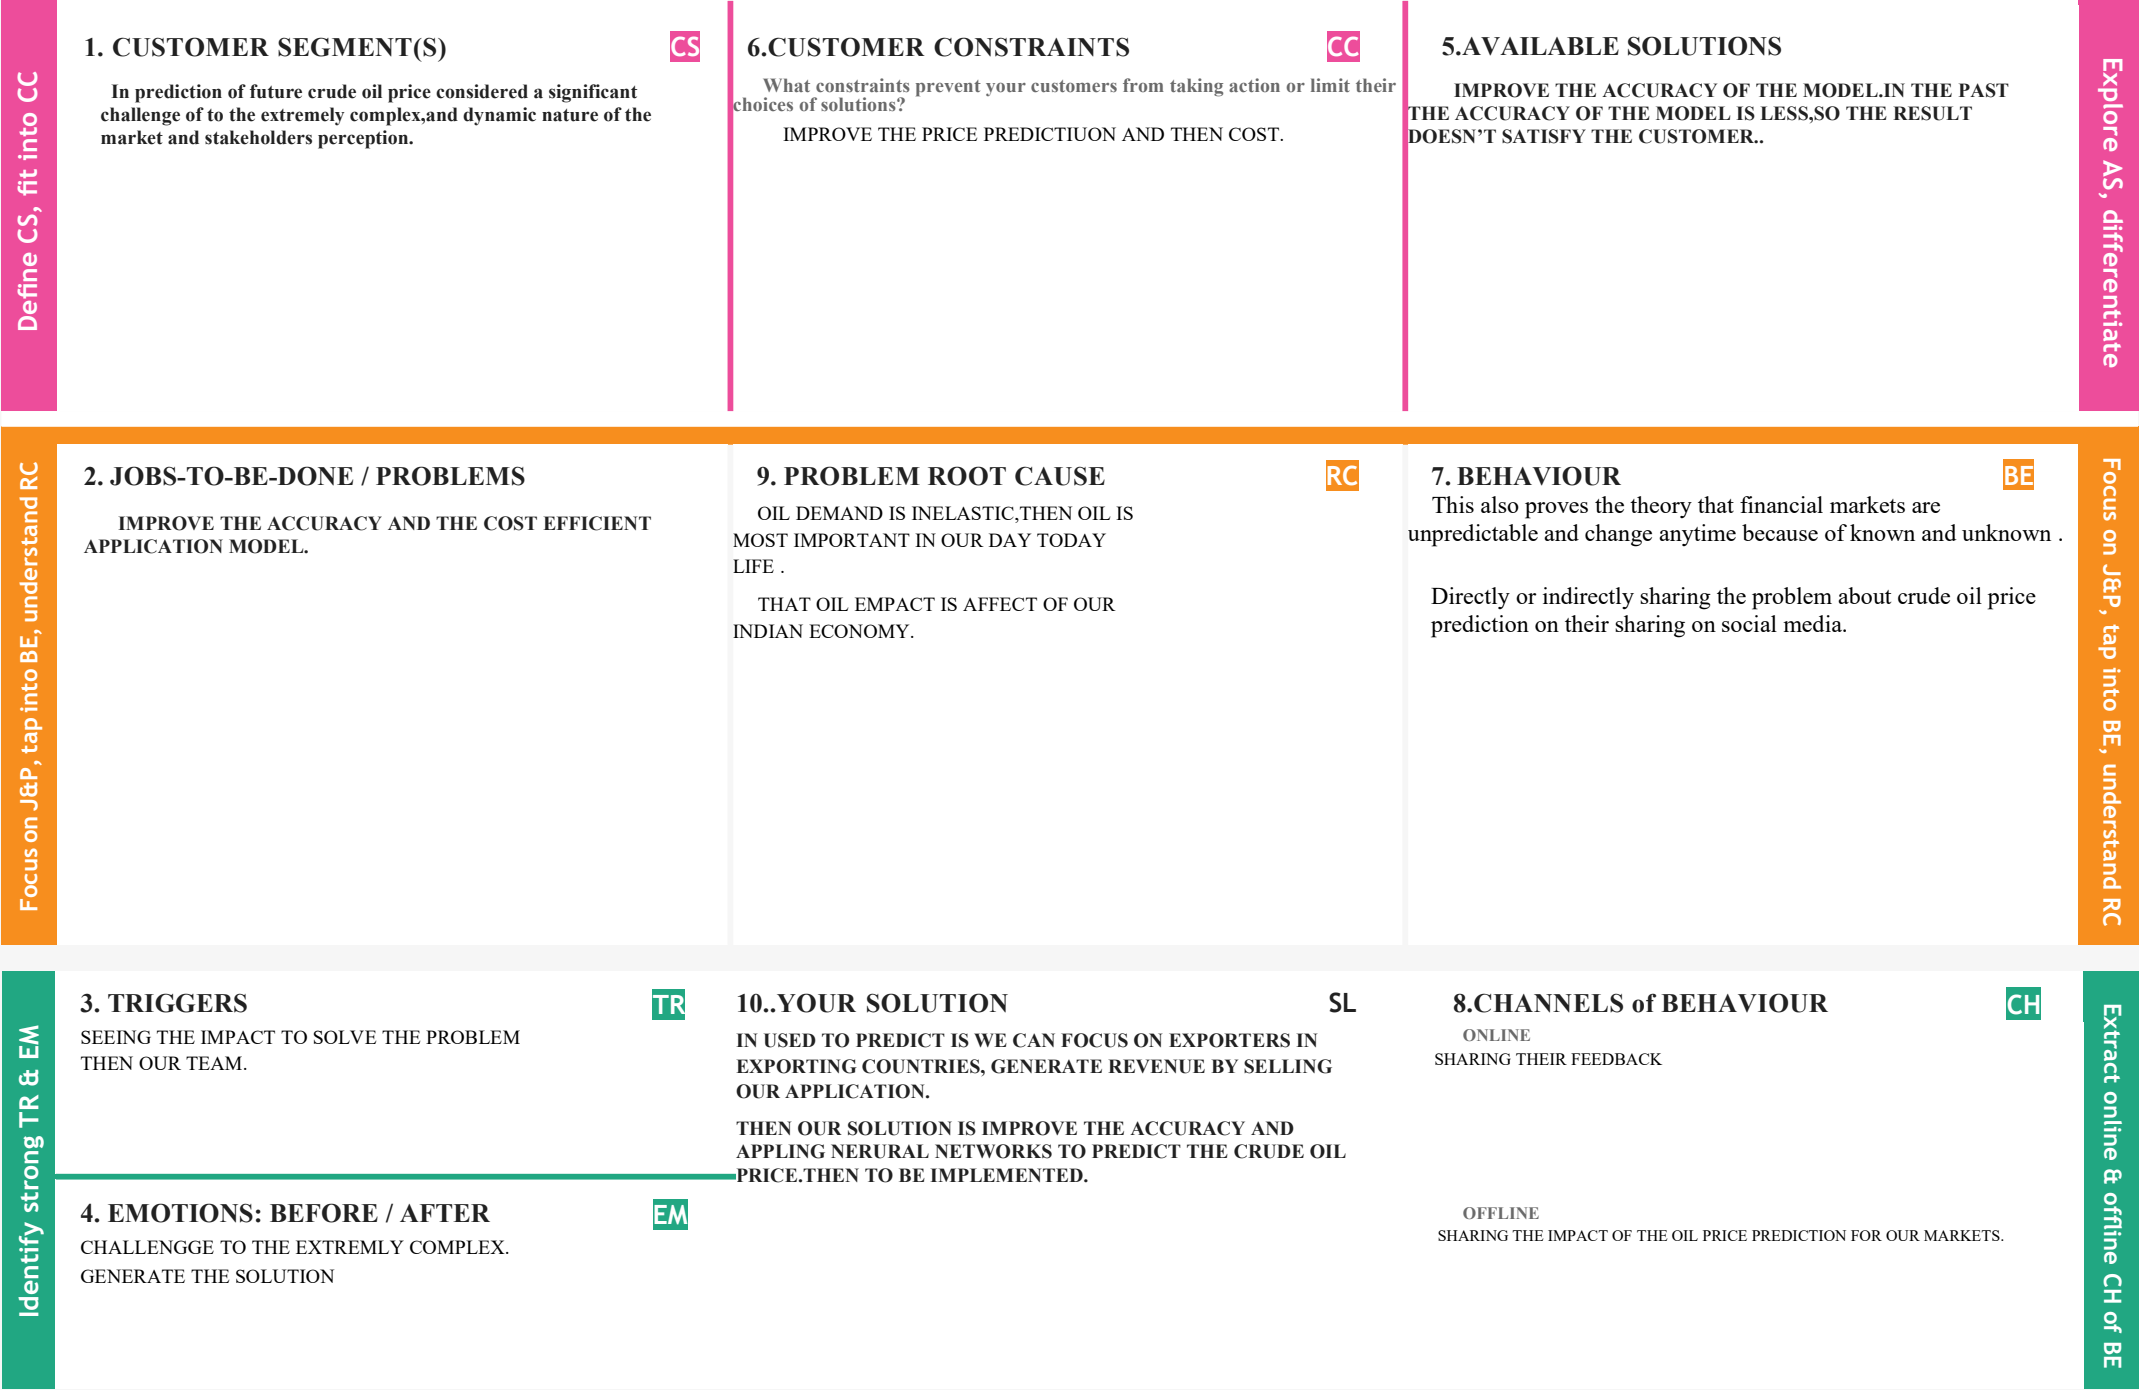 Define CS, fit into CC
1. CUSTOMER SEGMENT(S)
CS
In prediction of future crude oil price considered a significant
challenge of to the extremely complex,and dynamic nature of the
market and stakeholders perception.
6.CUSTOMER CONSTRAINTS
CC
What constraints prevent your customers from taking action or limit their
choices of solutions?
IMPROVE THE PRICE PREDICTIUON AND THEN COST.
5.AVAILABLE SOLUTIONS
IMPROVE THE ACCURACY OF THE MODEL.IN THE PAST
THE ACCURACY OF THE MODEL IS LESS,SO THE RESULT
DOESN’T SATISFY THE CUSTOMER..
Explore AS, differentiate
Focus on J&P, tap into BE, understand RC
2. JOBS-TO-BE-DONE / PROBLEMS
IMPROVE THE ACCURACY AND THE COST EFFICIENT
APPLICATION MODEL.
9. PROBLEM ROOT CAUSE
RC
OIL DEMAND IS INELASTIC,THEN OIL IS
MOST IMPORTANT IN OUR DAY TODAY
LIFE .
THAT OIL EMPACT IS AFFECT OF OUR
INDIAN ECONOMY.
7. BEHAVIOUR
BE
This also proves the theory that financial markets are
unpredictable and change anytime because of known and unknown .
Directly or indirectly sharing the problem about crude oil price
prediction on their sharing on social media.
Focus on J&P, tap into BE, understand RC
Identify strong TR & EM
3. TRIGGERS
TR
SEEING THE IMPACT TO SOLVE THE PROBLEM
THEN OUR TEAM.
4. EMOTIONS: BEFORE / AFTER
EM
CHALLENGGE TO THE EXTREMLY COMPLEX.
GENERATE THE SOLUTION
10..YOUR SOLUTION
SL
IN USED TO PREDICT IS WE CAN FOCUS ON EXPORTERS IN
EXPORTING COUNTRIES, GENERATE REVENUE BY SELLING
OUR APPLICATION.
THEN OUR SOLUTION IS IMPROVE THE ACCURACY AND
APPLING NERURAL NETWORKS TO PREDICT THE CRUDE OIL
PRICE.THEN TO BE IMPLEMENTED.
8.CHANNELS of BEHAVIOUR
CH
ONLINE
SHARING THEIR FEEDBACK
OFFLINE
SHARING THE IMPACT OF THE OIL PRICE PREDICTION FOR OUR MARKETS.
Extract online & offline CH of BE